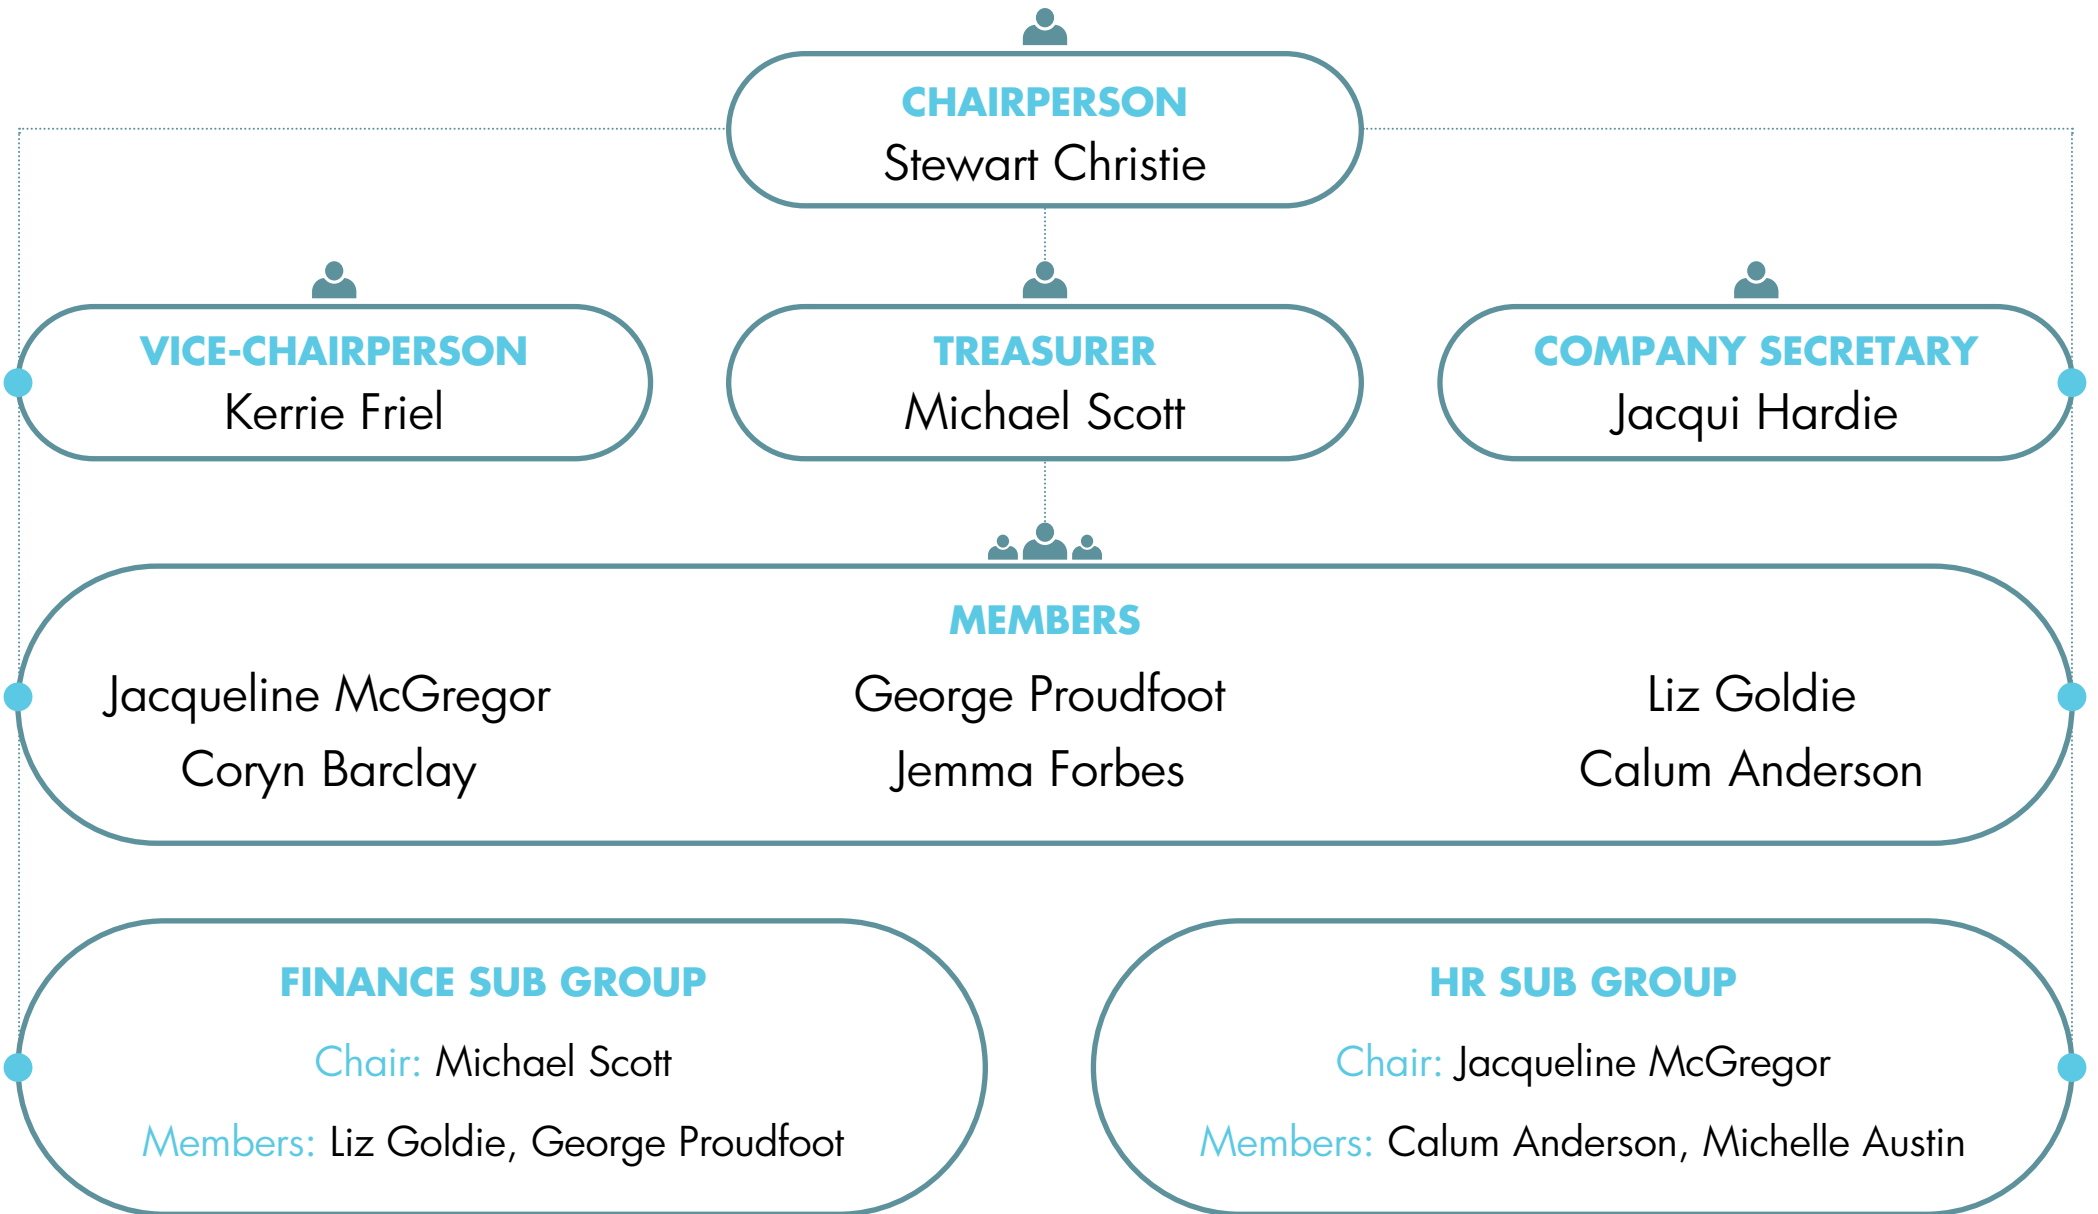 CHAIRPERSON
Stewart Christie
VICE-CHAIRPERSON
Kerrie Friel
TREASURER
Michael Scott
COMPANY SECRETARY
Jacqui Hardie
MEMBERS
Jacqueline McGregor
George Proudfoot
Liz Goldie
Coryn Barclay
Jemma Forbes
Calum Anderson
FINANCE SUB GROUP
Chair: Michael Scott
Members: Liz Goldie, George Proudfoot
HR SUB GROUP
Chair: Jacqueline McGregor
Members: Calum Anderson, Michelle Austin